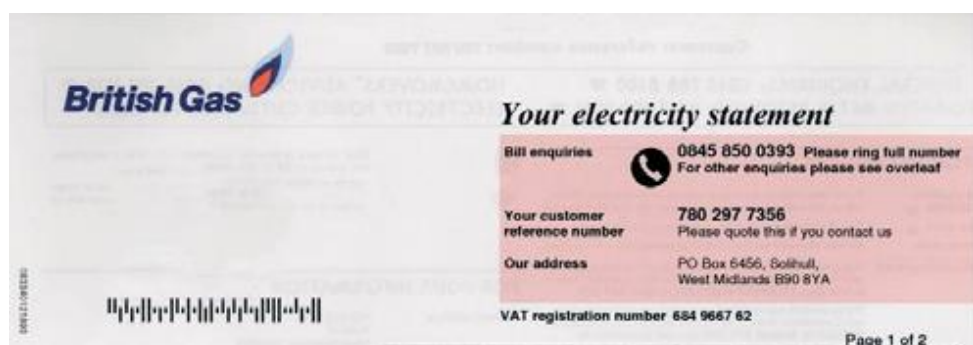 British Gas
Your electricity statement
Bill enquiries
0845 850 0393 Please ring full number
For other enquiries please see overleaf
Your customer
reference number
780 297 7356
Please quote this if you contact us
Our address
PO Box 6456, Solihull,
West Midlands B90 8YA
VAT registration number 684 9667 62
Page 1 of 2